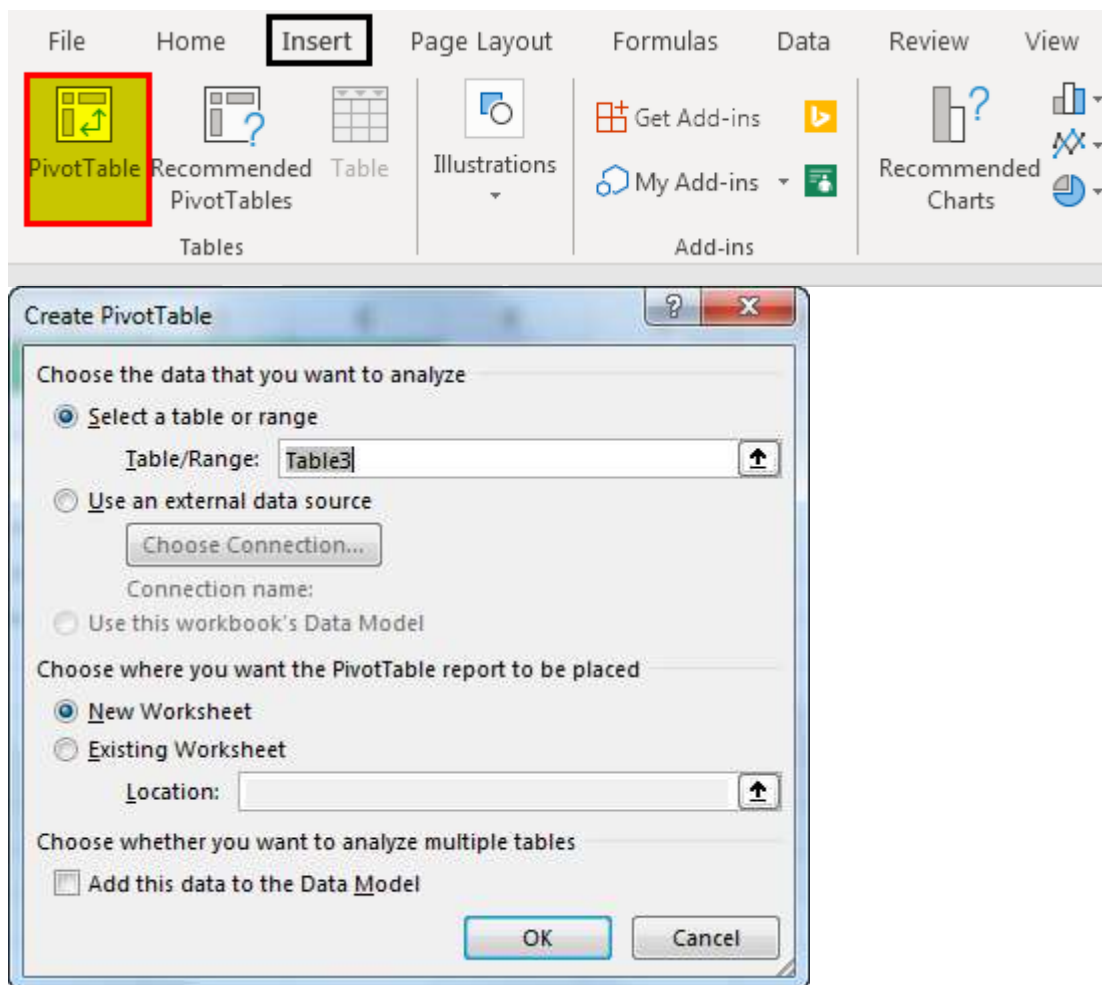 File Home Insert Page Layout Formulas Data Review View
PivotTable Recommended PivotTables Table Illustrations Get Add-ins My Add-ins Recommended Charts
Tables Add-ins
Create PivotTable
Choose the data that you want to analyze
Select a table or range
Table/Range: Table3
Use an external data source
Choose Connection...
Connection name:
Use this workbook's Data Model
Choose where you want the PivotTable report to be placed
New Worksheet
Existing Worksheet
Location:
Choose whether you want to analyze multiple tables
Add this data to the Data Model
OK Cancel